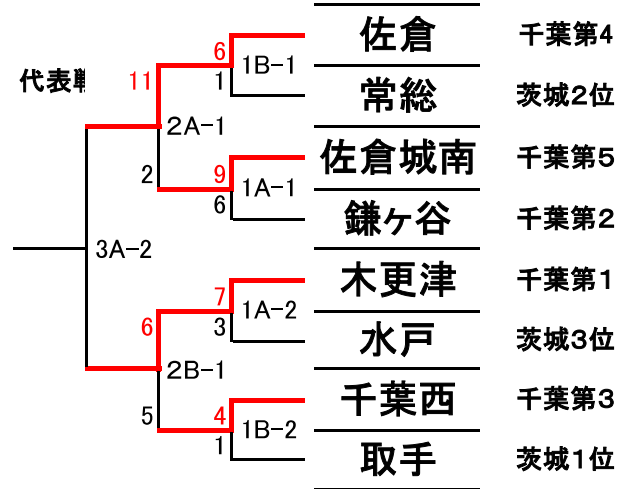 佐倉 千葉第4
6
1B-1
代表戦 11 1 常総 茨城2位
2A-1
佐倉城南 千葉第5
2 9
1A-1
6 鎌ヶ谷 千葉第2
3A-2
木更津 千葉第1
7
1A-2
6 3 水戸 茨城3位
2B-1
千葉西 千葉第3
5 4
1B-2
1 取手 茨城1位